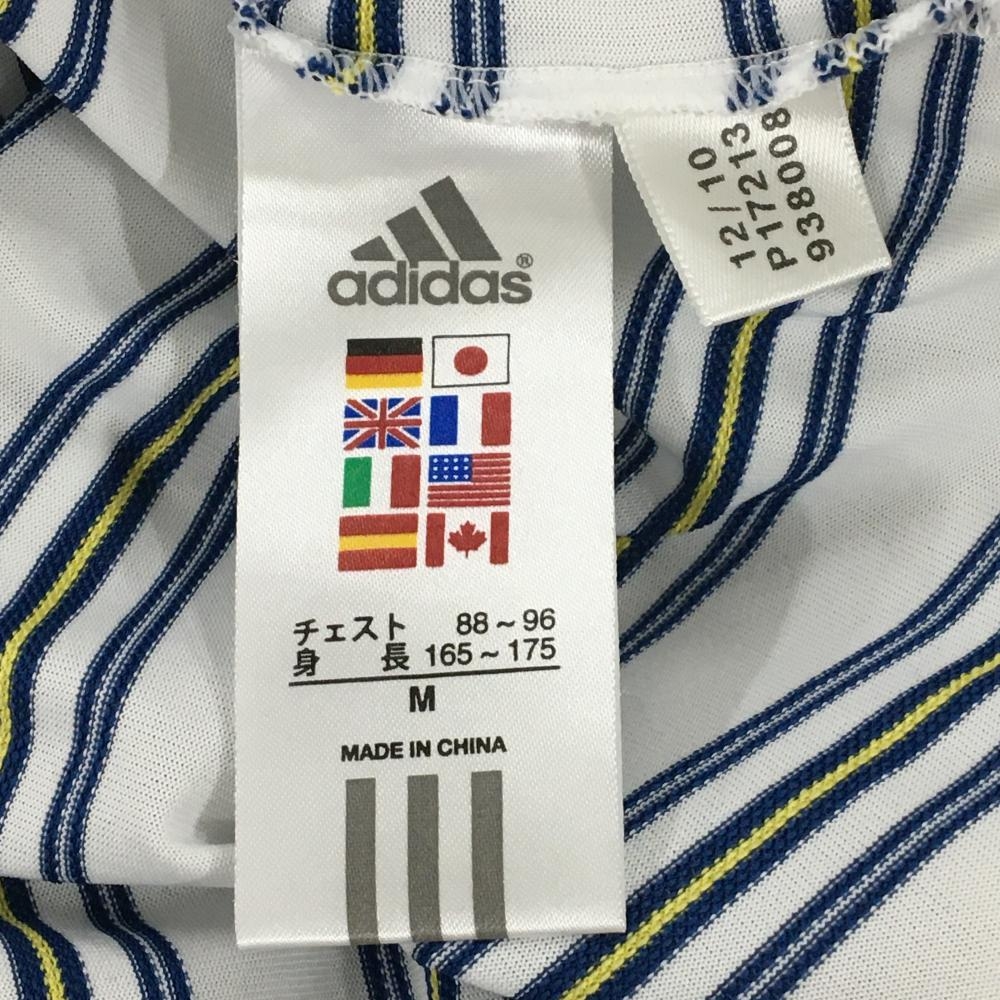 adidas®
チェスト 88~96
身 長 165~175
M
MADE IN CHINA
12/10
P17213
938008